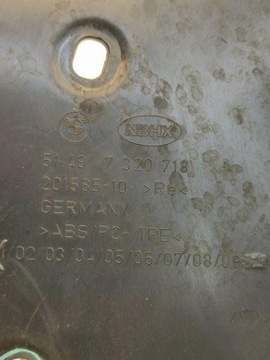 NBHX
51.49 7 320 718
201535-10 >Re<
GERMANY
>ABS/PC+TPE<
/02/03/04/05/06/07/08/09